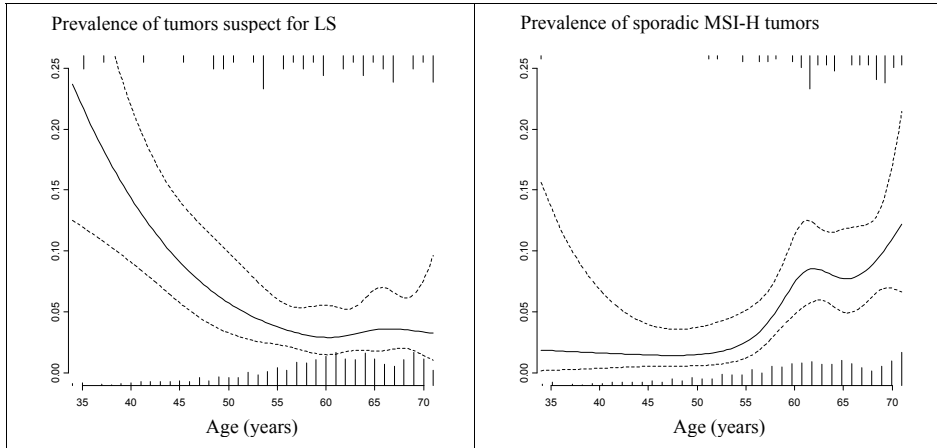 Prevalence of tumors suspect for LS
0.25
0.20
0.15
0.10
0.05
0.00
35 40 45 50 55 60 65 70
Age (years)
Prevalence of sporadic MSI-H tumors
0.25
0.20
0.15
0.10
0.05
0.00
35 40 45 50 55 60 65 70
Age (years)